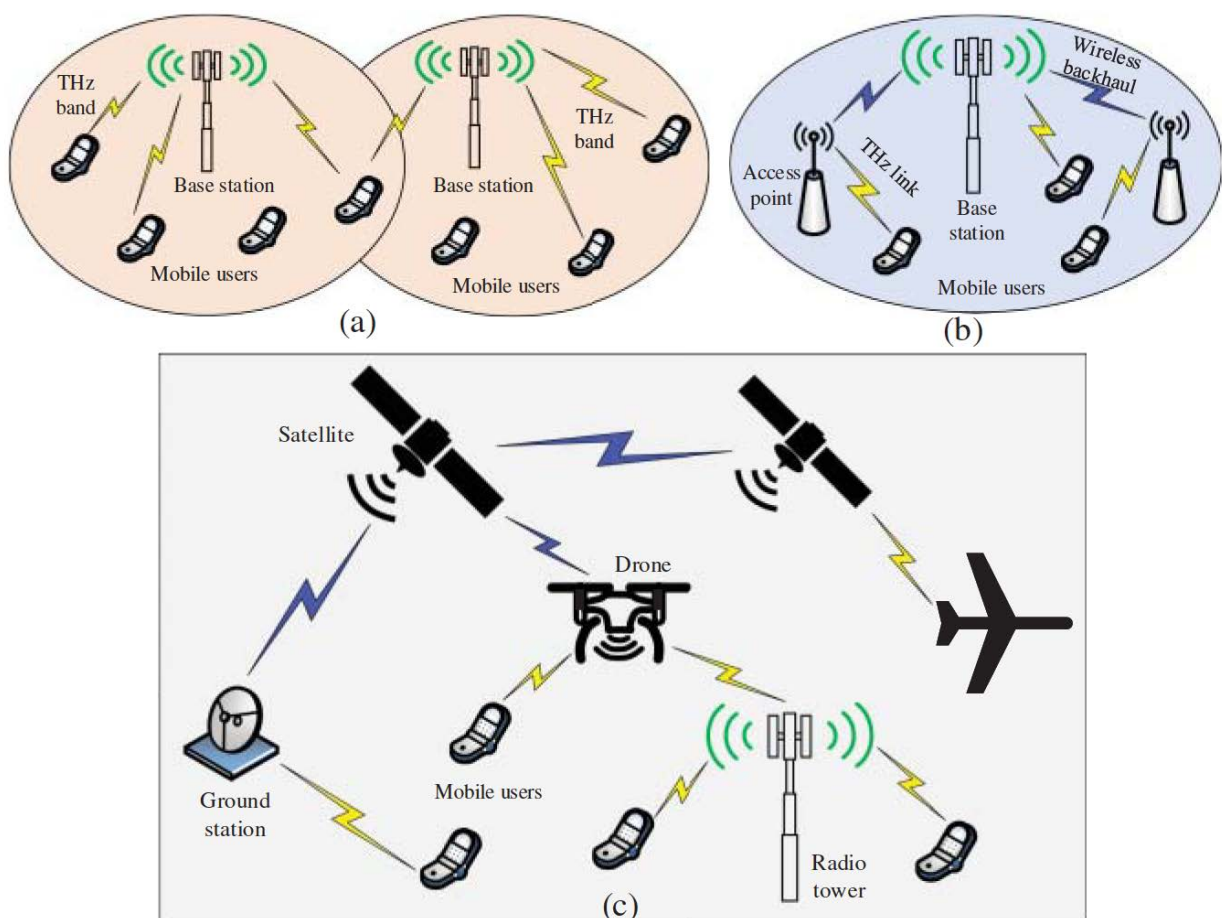 THz
band
Base station
Mobile users
Base station
THz
band
Mobile users
(a)
Wireless
backhaul
Access
point
THz link
Base
station
Mobile users
(b)
Satellite
Drone
Ground
station
Mobile users
Radio
tower
(c)